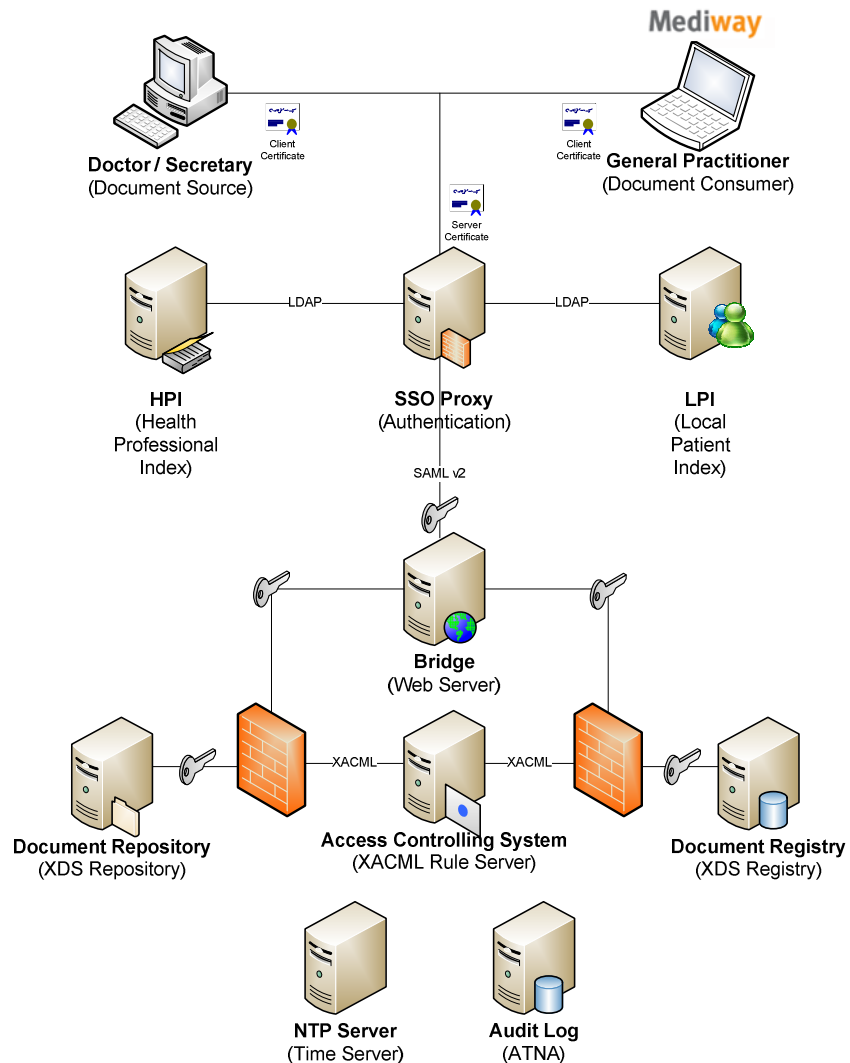 Mediway
Client
Certificate
Client
Certificate
Doctor / Secretary
(Document Source)
General Practitioner
(Document Consumer)
Server
Certificate
LDAP
LDAP
HPI
(Health
Professional
Index)
SSO Proxy
(Authentication)
LPI
(Local
Patient
Index)
SAML v2
Bridge
(Web Server)
XACML
XACML
Document Repository
(XDS Repository)
Access Controlling System
(XACML Rule Server)
Document Registry
(XDS Registry)
NTP Server
(Time Server)
Audit Log
(ATNA)